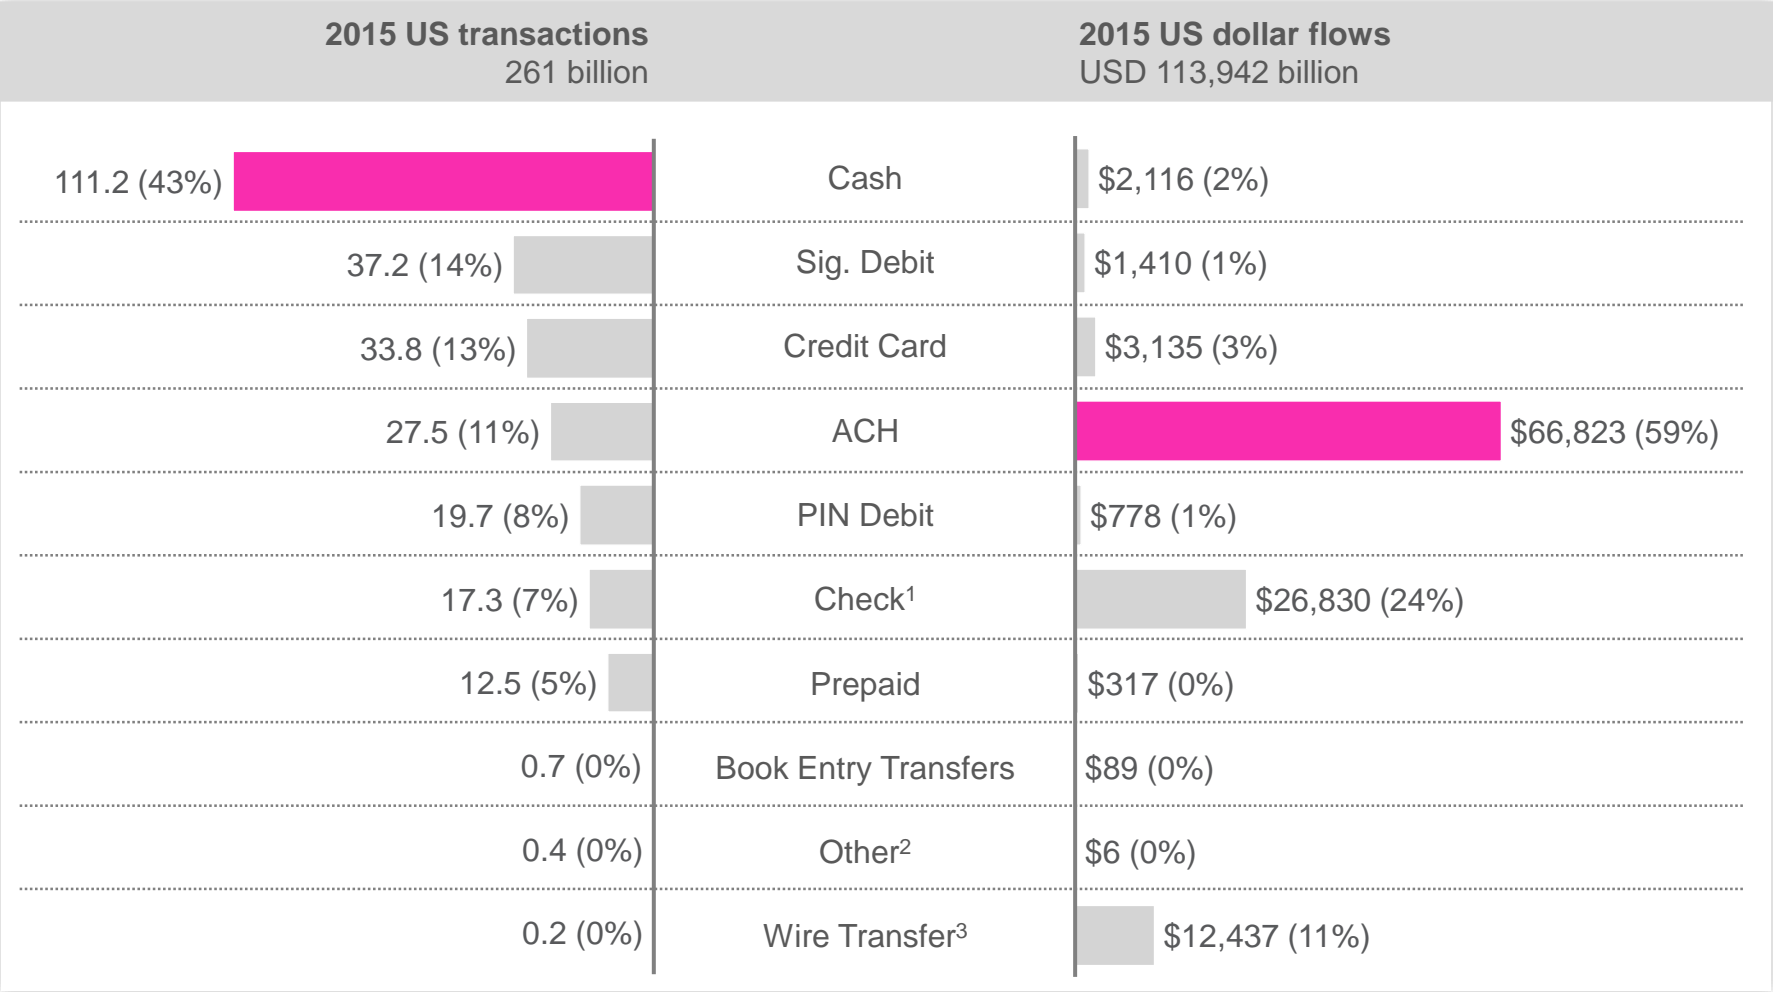 2015 US transactions
261 billion
2015 US dollar flows
USD 113,942 billion
111.2 (43%) Cash $2,116 (2%)
37.2 (14%) Sig. Debit $1,410 (1%)
33.8 (13%) Credit Card $3,135 (3%)
27.5 (11%) ACH $66,823 (59%)
19.7 (8%) PIN Debit $778 (1%)
17.3 (7%) Check¹ $26,830 (24%)
12.5 (5%) Prepaid $317 (0%)
0.7 (0%) Book Entry Transfers $89 (0%)
0.4 (0%) Other² $6 (0%)
0.2 (0%) Wire Transfer³ $12,437 (11%)